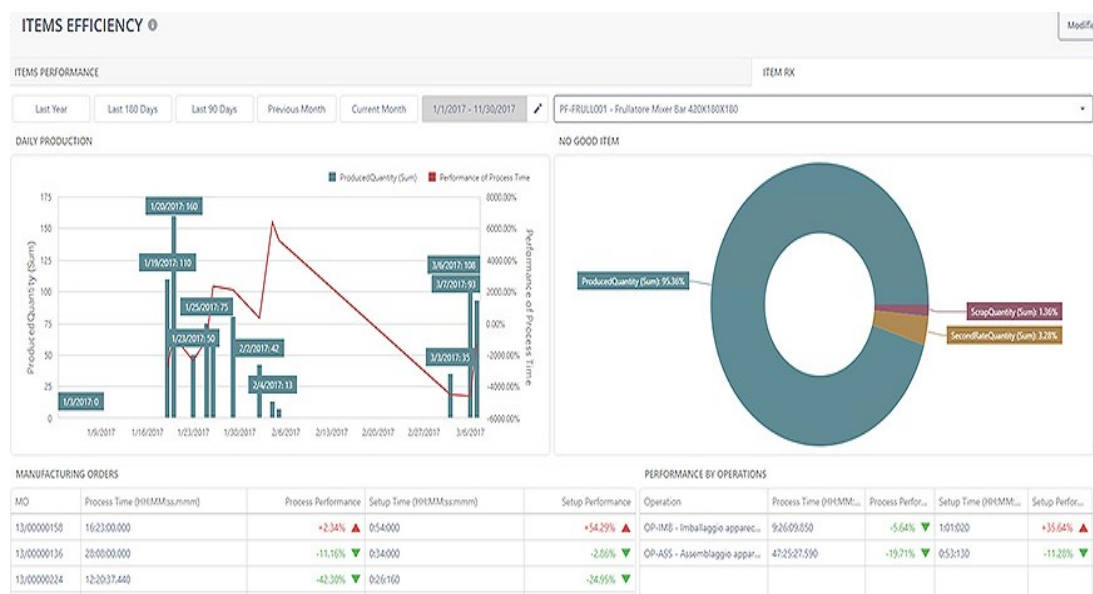 ITEMS EFFICIENCY
Modifi
ITEMS PERFORMANCE
ITEM RX
Last Year
Last 180 Days
Last 90 Days
Previous Month
Current Month
1/1/2017 - 11/30/2017
PF-FRULL001 - Frullatore Mixer Bar 420X180X180
DAILY PRODUCTION
NO GOOD ITEM
ProducedQuantity (Sum)
Performance of Process Time
ProducedQuantity (Sum)
175
150
125
100
75
50
25
0
8000.00%
6000.00%
4000.00%
2000.00%
0.00%
-2000.00%
-4000.00%
-6000.00%
Performance of Process Time
1/20/2017: 160
1/19/2017: 110
1/25/2017: 75
1/23/2017: 50
2/2/2017: 42
2/4/2017: 13
1/3/2017: 0
3/6/2017: 108
3/7/2017: 93
3/3/2017: 35
1/9/2017
1/16/2017
1/23/2017
1/30/2017
2/6/2017
2/13/2017
2/20/2017
2/27/2017
3/6/2017
ProducedQuantity (Sum): 95.36%
ScrapQuantity (Sum): 1.36%
SecondRateQuantity (Sum): 3.28%
MANUFACTURING ORDERS
MO Process Time (HH:MM:ss.mmm) Process Performance Setup Time (HH:MM:ss:mmm) Setup Performance
13/00000158 16:23:00.000 +2.34% 0:54:000 +54.29%
13/00000136 28:08:00.000 -11.16% 0:34:000 -2.86%
13/00000224 12:20:37.440 -42.30% 0:26:160 -24.95%
PERFORMANCE BY OPERATIONS
Operation Process Time (HH:MM:... Process Perfor... Setup Time (HH:MM:... Setup Perfor...
OP-IMB - Imballaggio apparec... 9:26:09.850 -5.64% 1:01:020 +35.64%
OP-ASS - Assemblaggio appar... 47:25:27.590 -19.71% 0:53:130 -11.28%